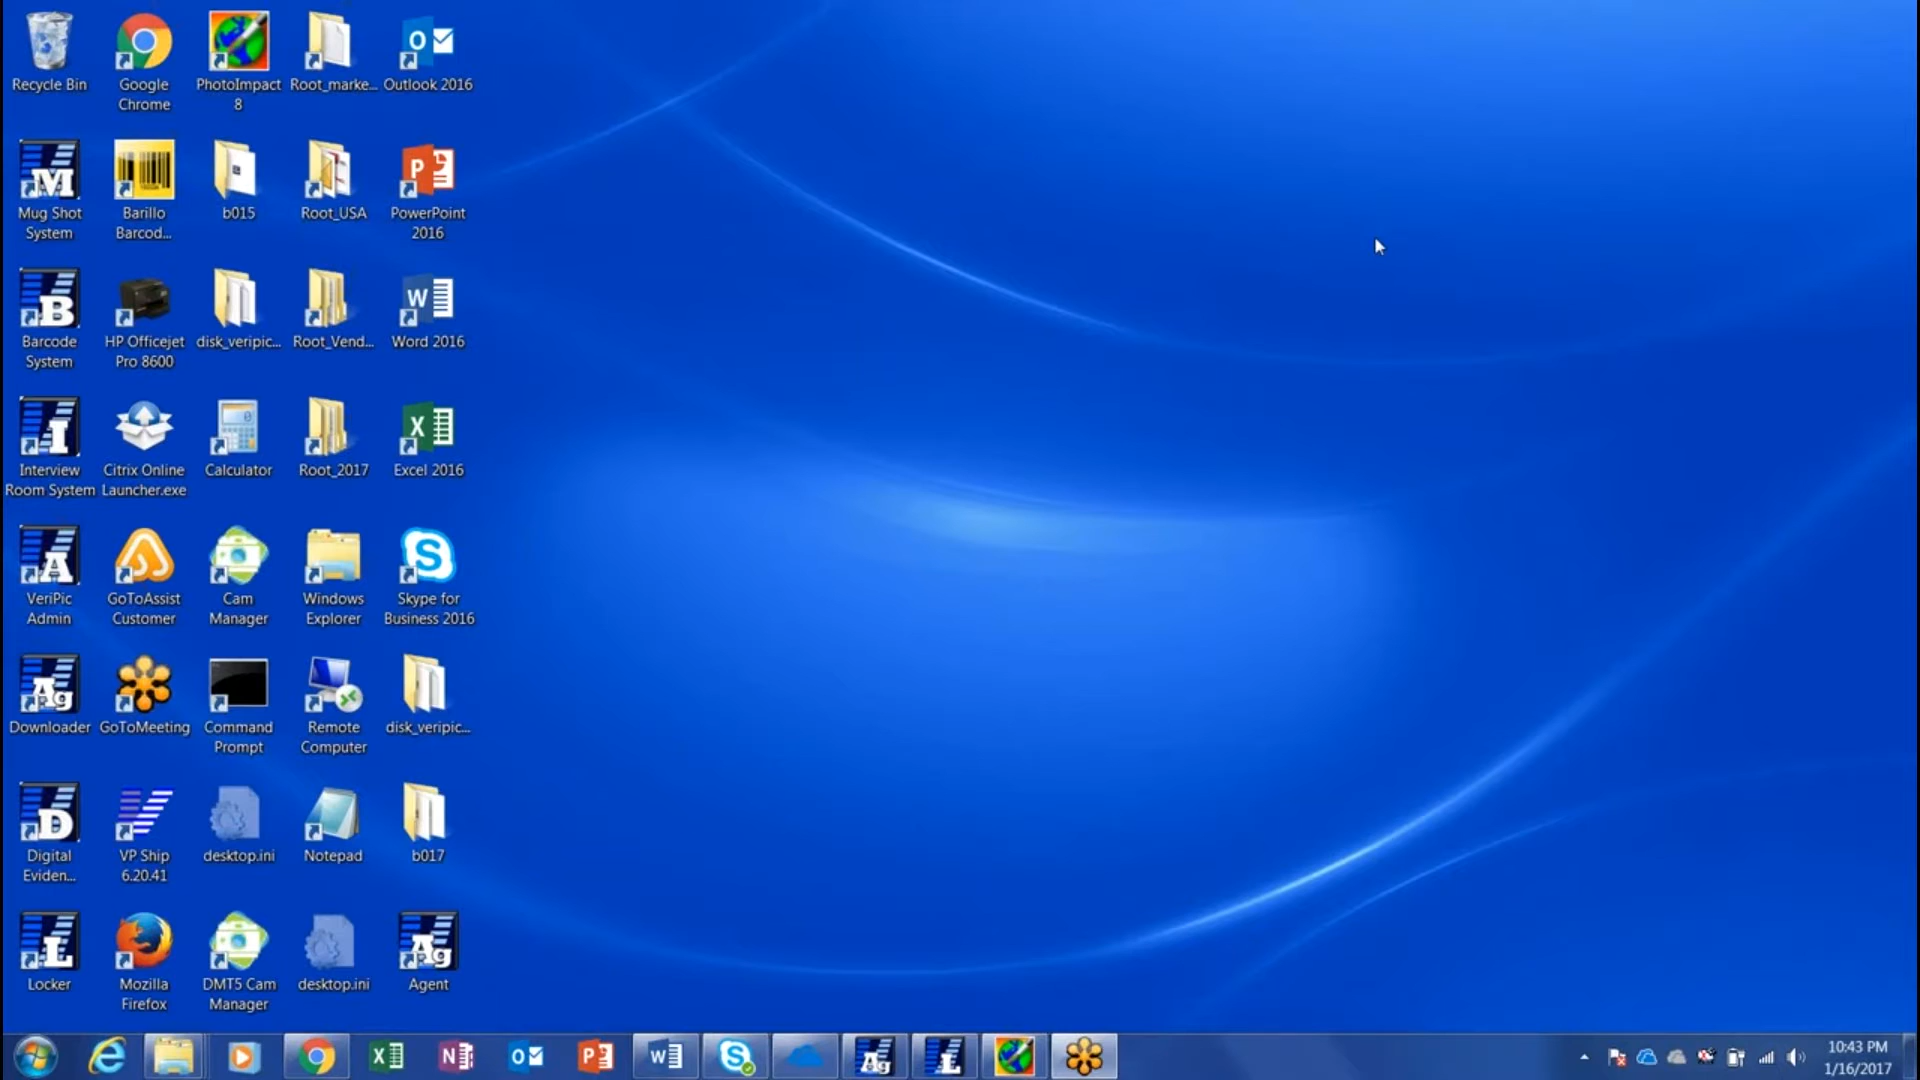 Recycle Bin
Google
Chrome
PhotoImpact
8
Root_marke...
Outlook 2016
Mug Shot
System
Barillo
Barcod...
b015
Root_USA
PowerPoint
2016
Barcode
System
HP Officejet
Pro 8600
disk_veripic...
Root_Vend...
Word 2016
Interview
Room System
Citrix Online
Launcher.exe
Calculator
Root_2017
Excel 2016
VeriPic
Admin
GoToAssist
Customer
Cam
Manager
Windows
Explorer
Skype for
Business 2016
Downloader
GoToMeeting
Command
Prompt
Remote
Computer
disk_veripic...
Digital
Eviden...
VP Ship
6.20.41
desktop.ini
Notepad
b017
Locker
Mozilla
Firefox
DMT5 Cam
Manager
desktop.ini
Agent
10:43 PM
1/16/2017